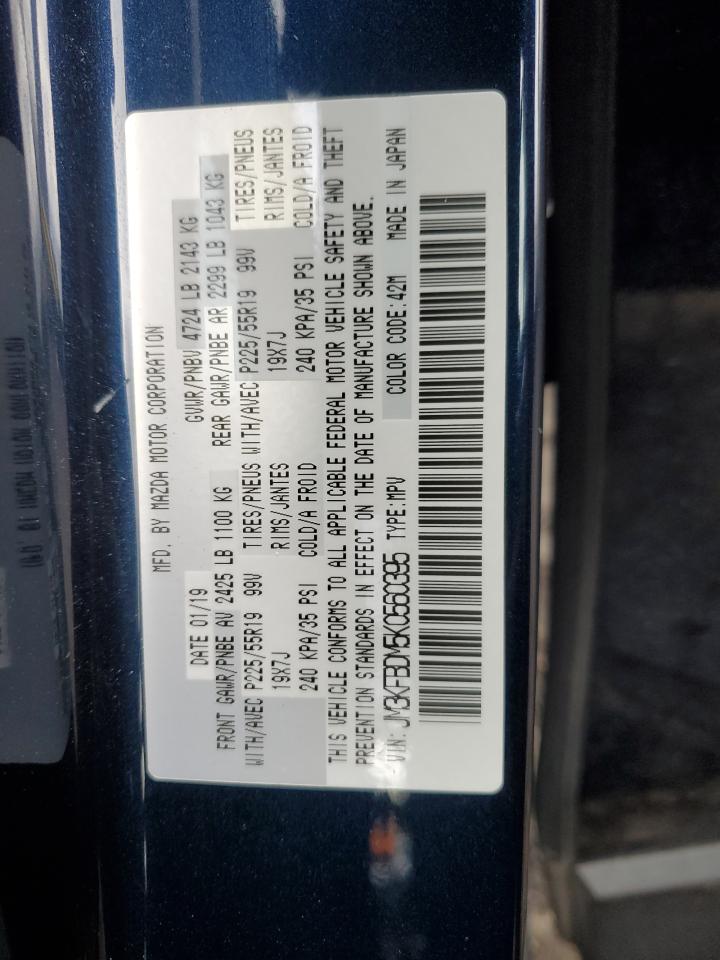 MFD. BY MAZDA MOTOR CORPORATION
DATE 01/19 GVWR/PNBV 4724 LB 2143 KG
FRONT GAWR/PNBE AV 2425 LB 1100 KG REAR GAWR/PNBE AR 2299 LB 1043 KG
WITH/AVEC P225/55R19 99V TIRES/PNEUS WITH/AVEC P225/55R19 99V TIRES/PNEUS
19X7J RIMS/JANTES 19X7J RIMS/JANTES
240 KPA/35 PSI COLD/A FROID 240 KPA/35 PSI COLD/A FROID
THIS VEHICLE CONFORMS TO ALL APPLICABLE FEDERAL MOTOR VEHICLE SAFETY AND THEFT
PREVENTION STANDARDS IN EFFECT ON THE DATE OF MANUFACTURE SHOWN ABOVE.
VIN: JM3KFBDM5K0560395 TYPE:MPV COLOR CODE:42M MADE IN JAPAN